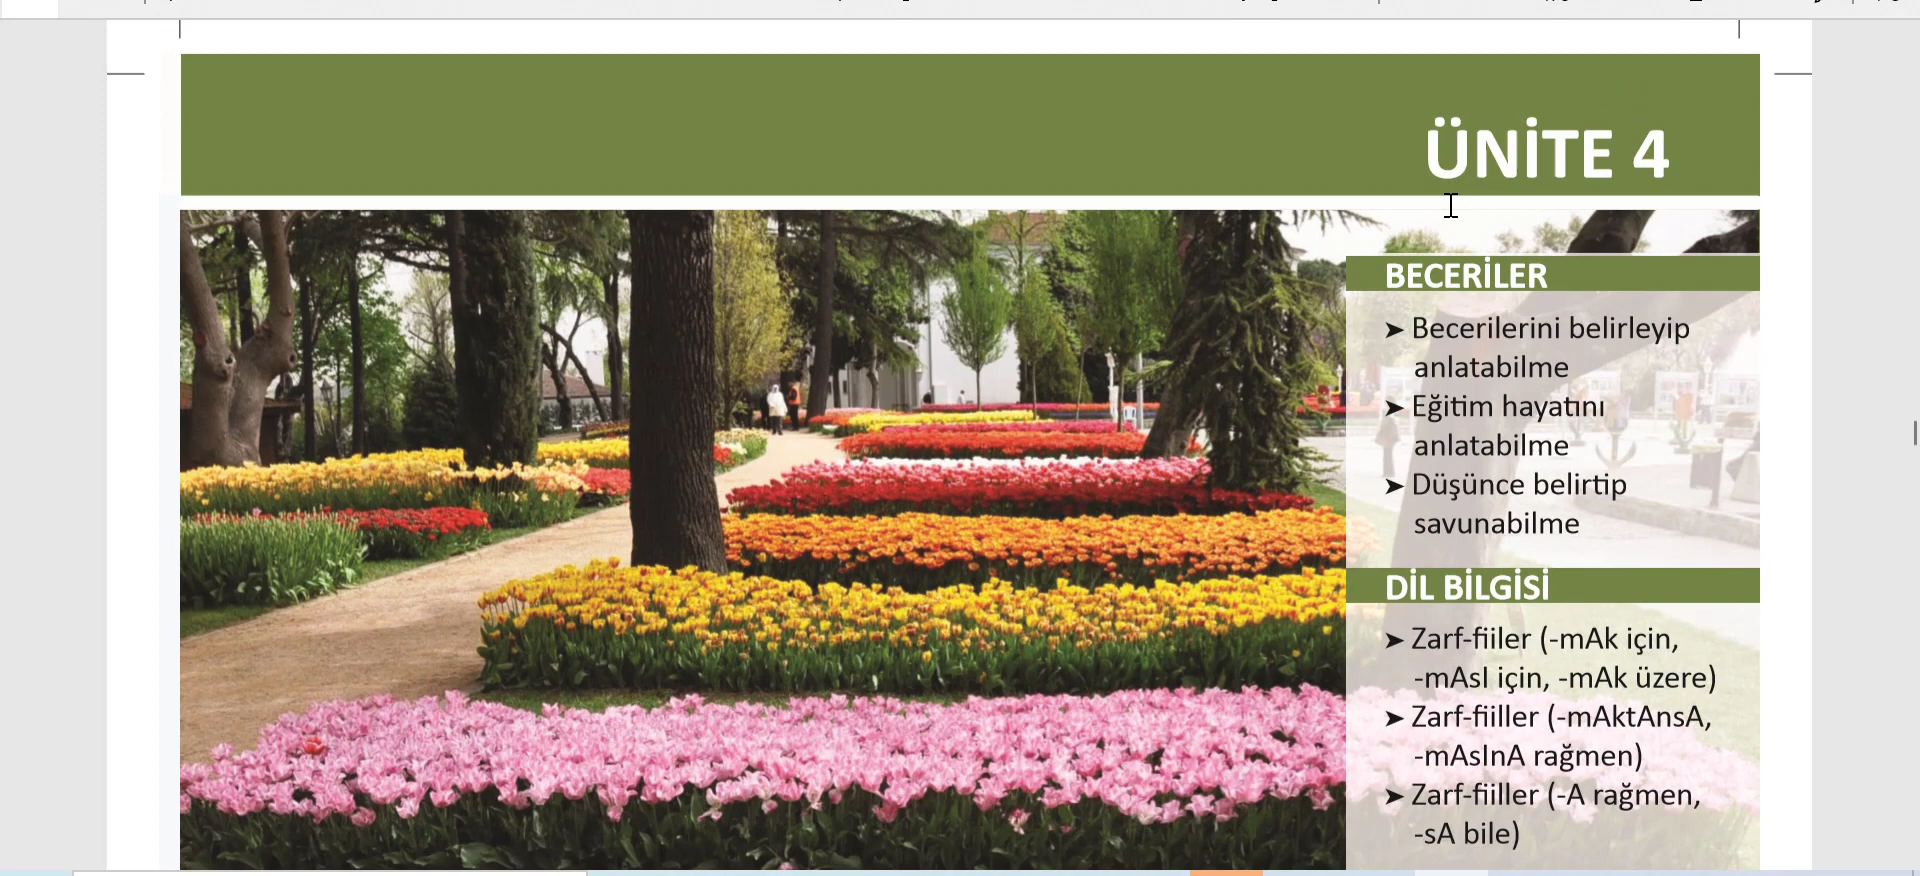 ÜNİTE 4
BECERİLER
➤ Becerilerini belirleyip
anlatabilme
➤ Eğitim hayatını
anlatabilme
➤ Düşünce belirtip
savunabilme
DİL BİLGİSİ
➤ Zarf-fiiler (-mAk için,
-mAsI için, -mAk üzere)
➤ Zarf-fiiller (-mAktAnsA,
-mAsInA rağmen)
➤ Zarf-fiiller (-A rağmen,
-sA bile)